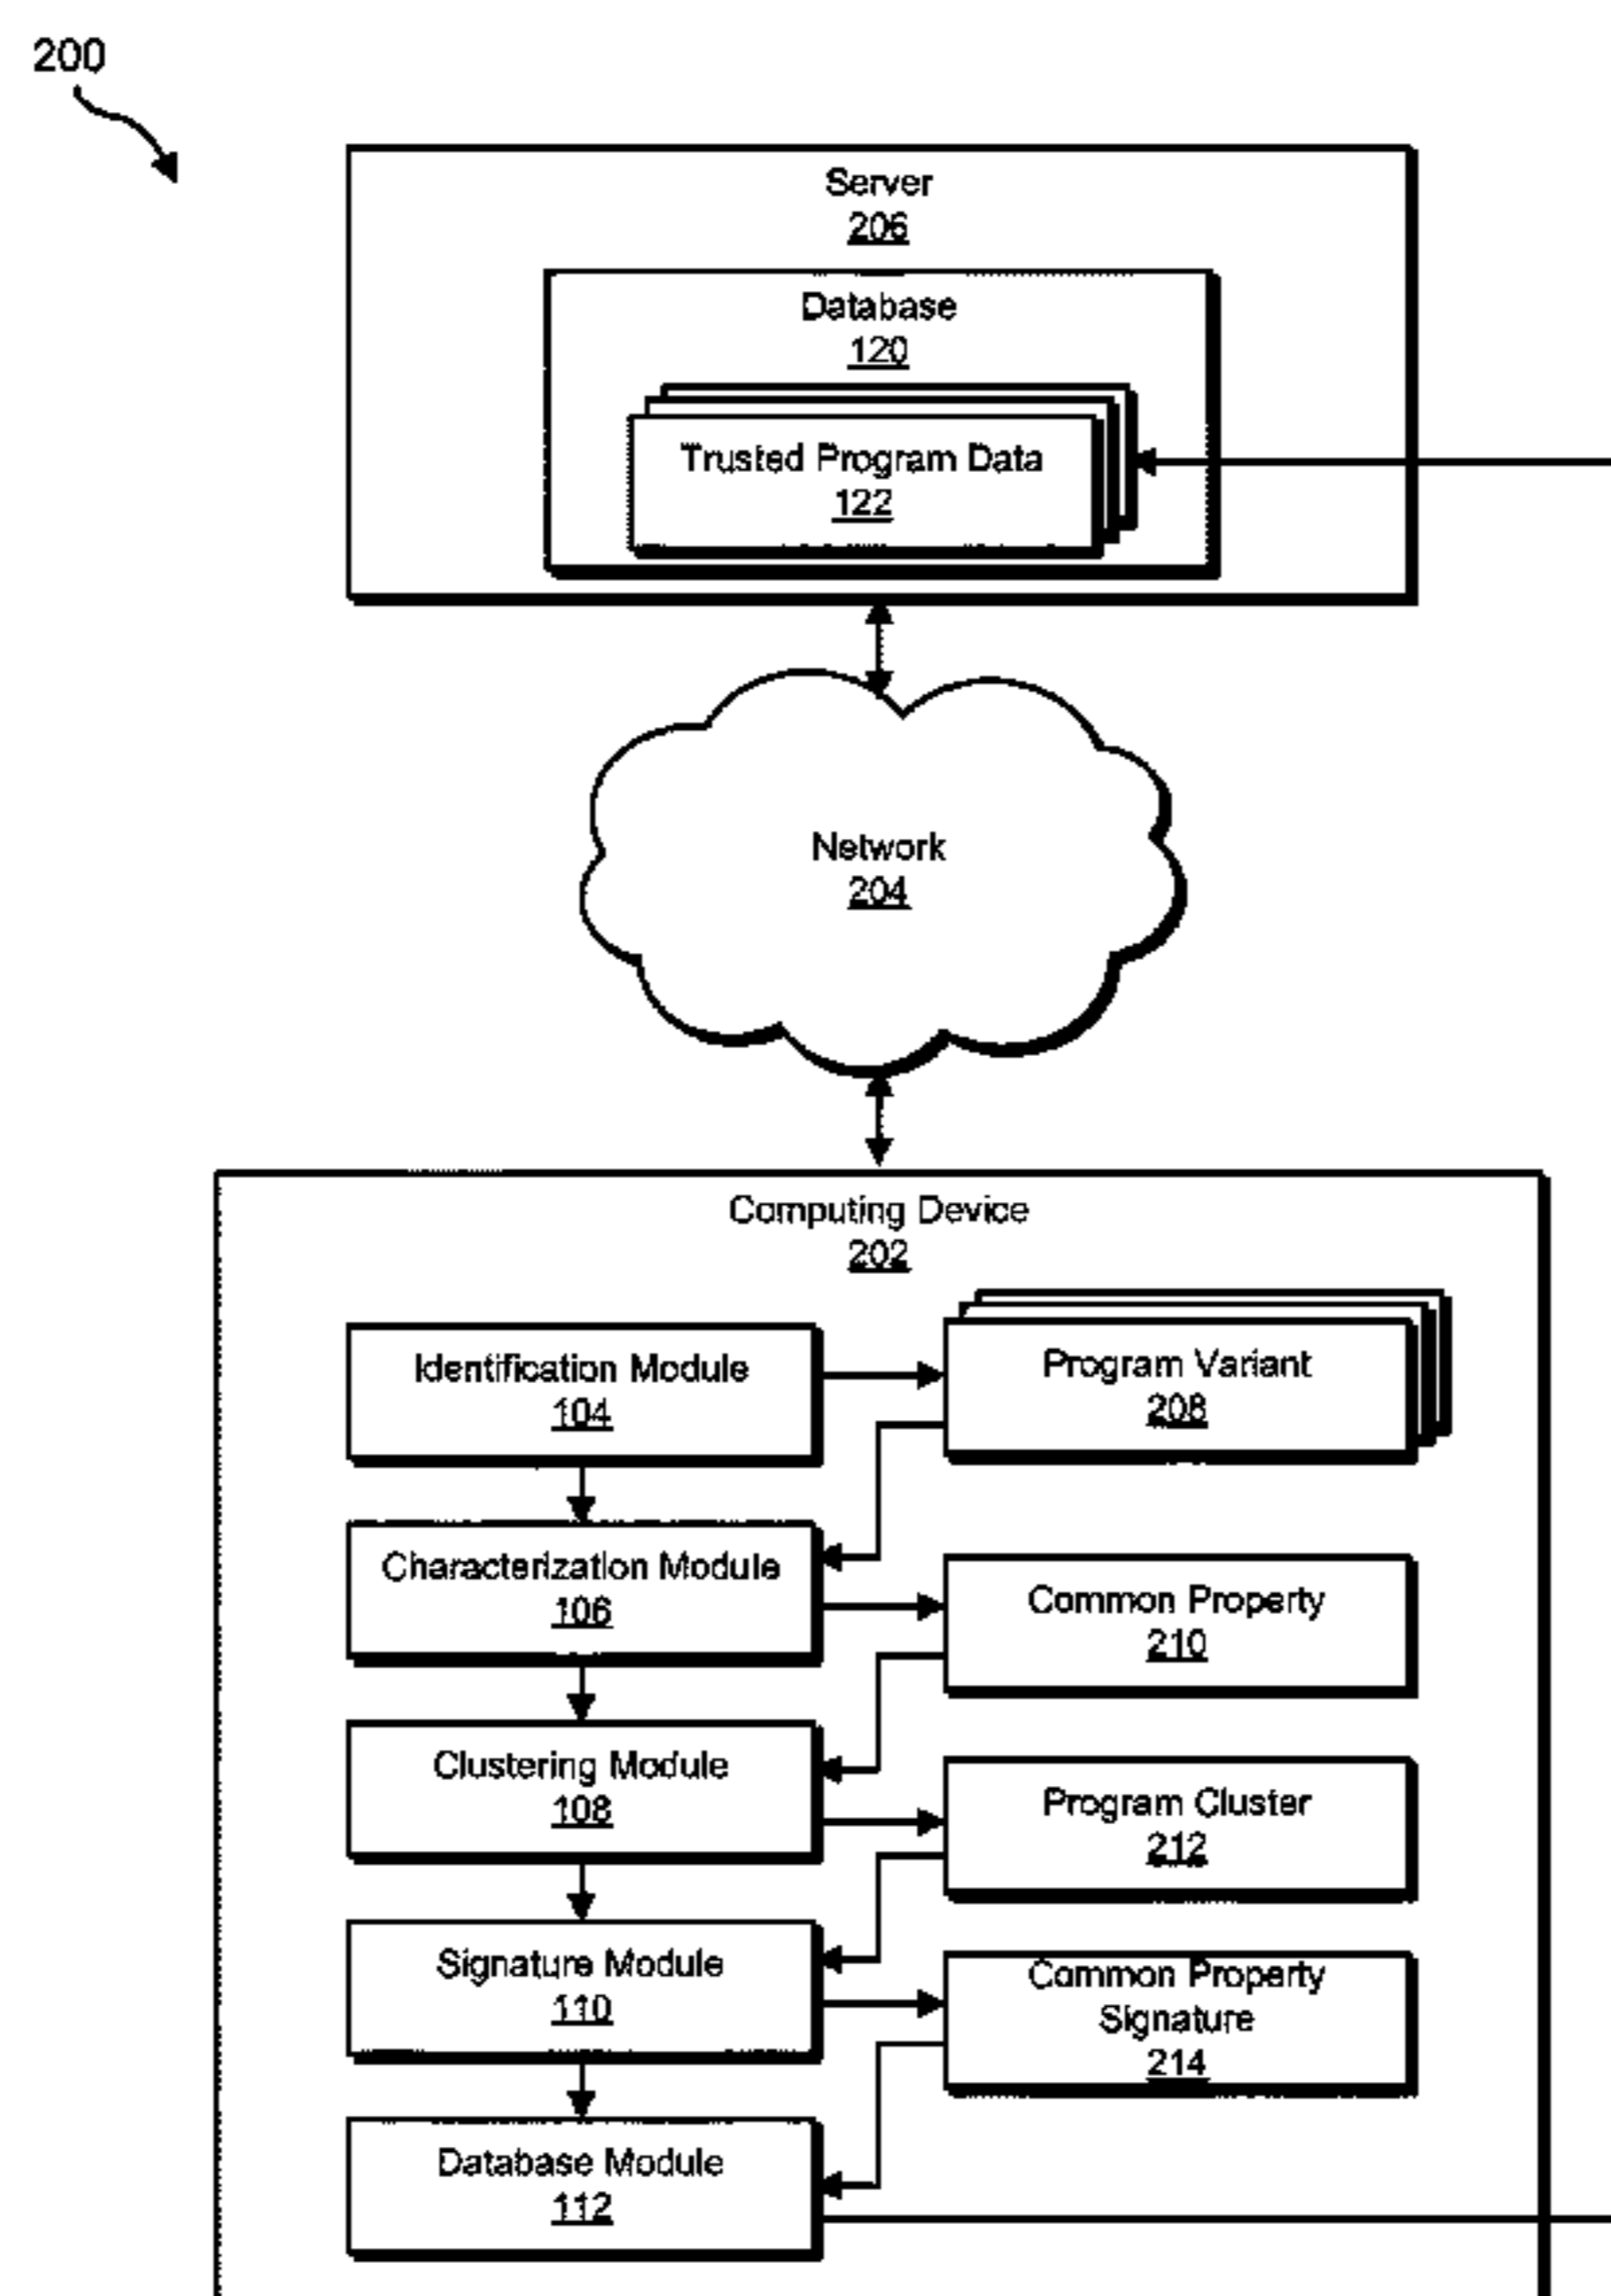 200
Server
206
Database
120
Trusted Program Data
122
Network
204
Computing Device
202
Identification Module
104
Program Variant
208
Characterization Module
106
Common Property
210
Clustering Module
108
Program Cluster
212
Signature Module
110
Common Property
Signature
214
Database Module
112